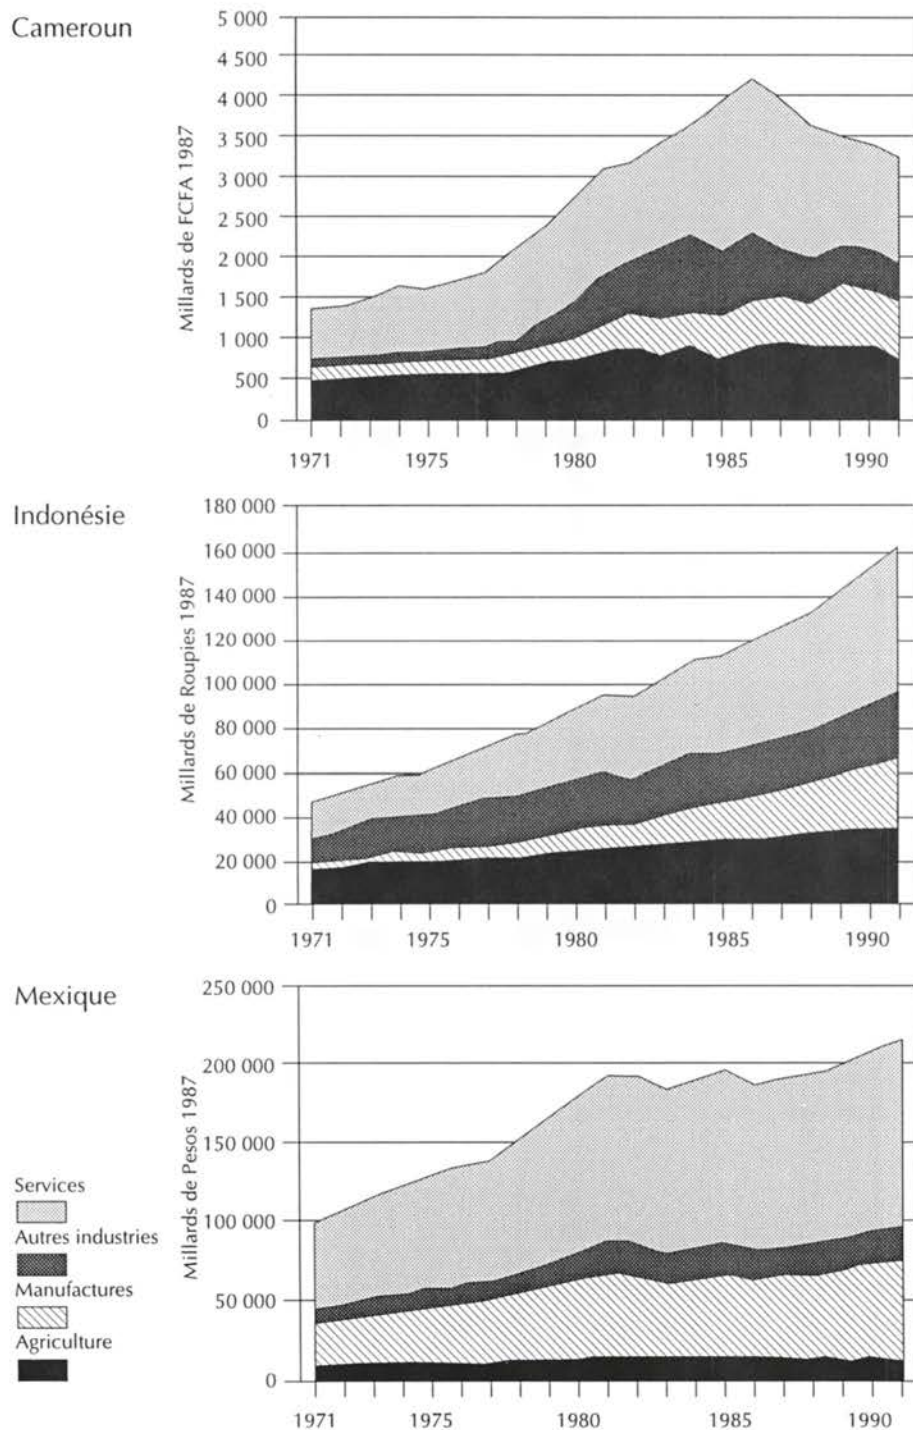 Cameroun
Millards de FCFA 1987
5 000
4 500
4 000
3 500
3 000
2 500
2 000
1 500
1 000
500
0
1971 1975 1980 1985 1990
Indonésie
Millards de Roupies 1987
180 000
160 000
140 000
120 000
100 000
80 000
60 000
40 000
20 000
0
1971 1975 1980 1985 1990
Mexique
Millards de Pesos 1987
250 000
200 000
150 000
100 000
50 000
0
1971 1975 1980 1985 1990
Services
Autres industries
Manufactures
Agriculture